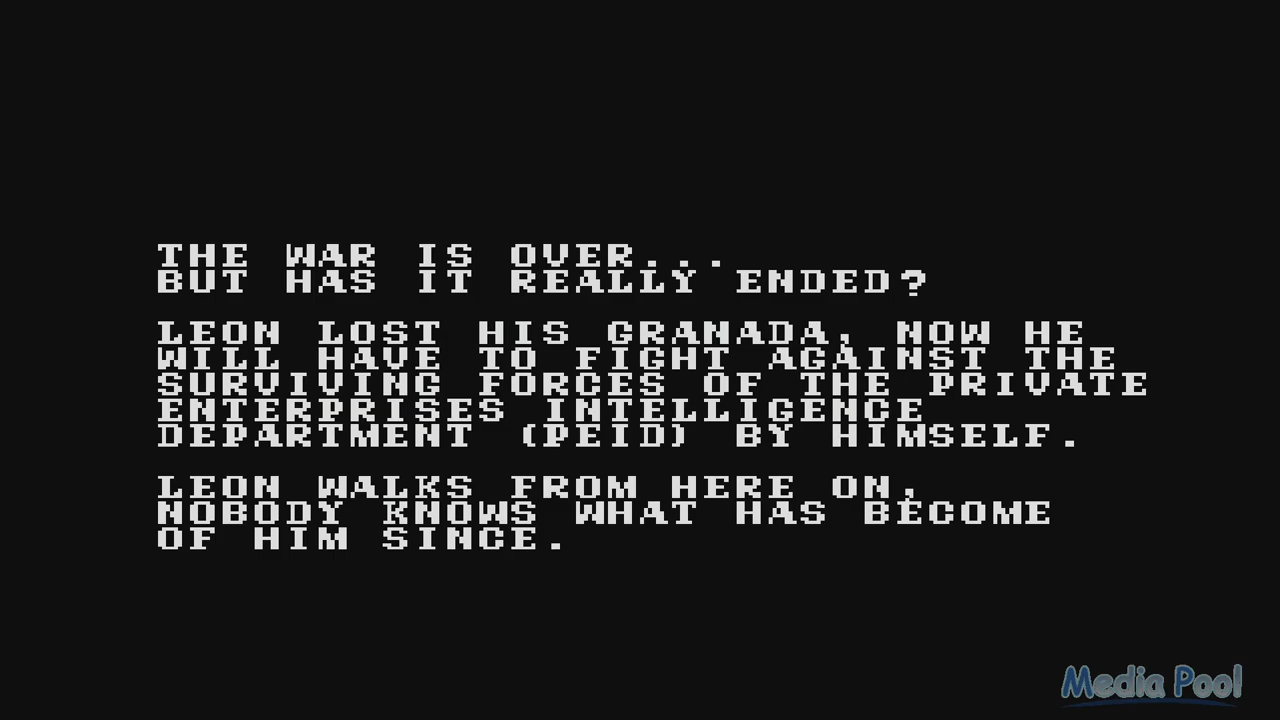 THE WAR IS OVER...
BUT HAS IT REALLY ENDED?
LEON LOST HIS GRANADA, NOW HE
WILL HAVE TO FIGHT AGAINST THE
SURVIVING FORCES OF THE PRIVATE
ENTERPRISES INTELLIGENCE
DEPARTMENT (PEID) BY HIMSELF.
LEON WALKS FROM HERE ON,
NOBODY KNOWS WHAT HAS BECOME
OF HIM SINCE.
Media Pool